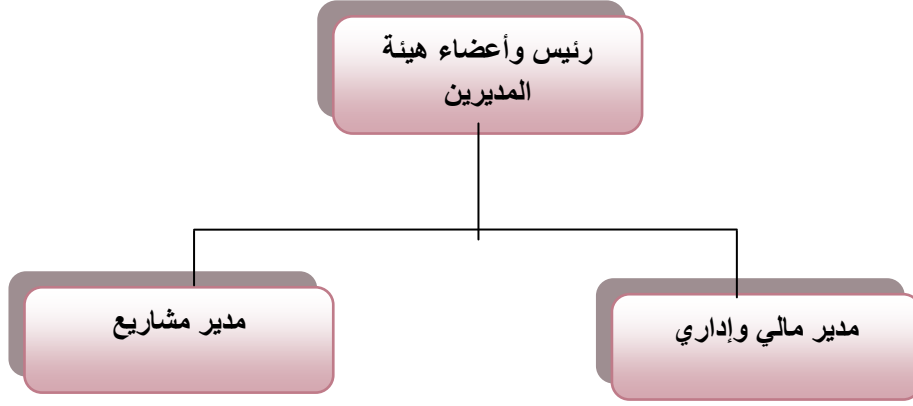 رئيس وأعضاء هيئة
المديرين
مدير مالي وإداري
مدير مشاريع